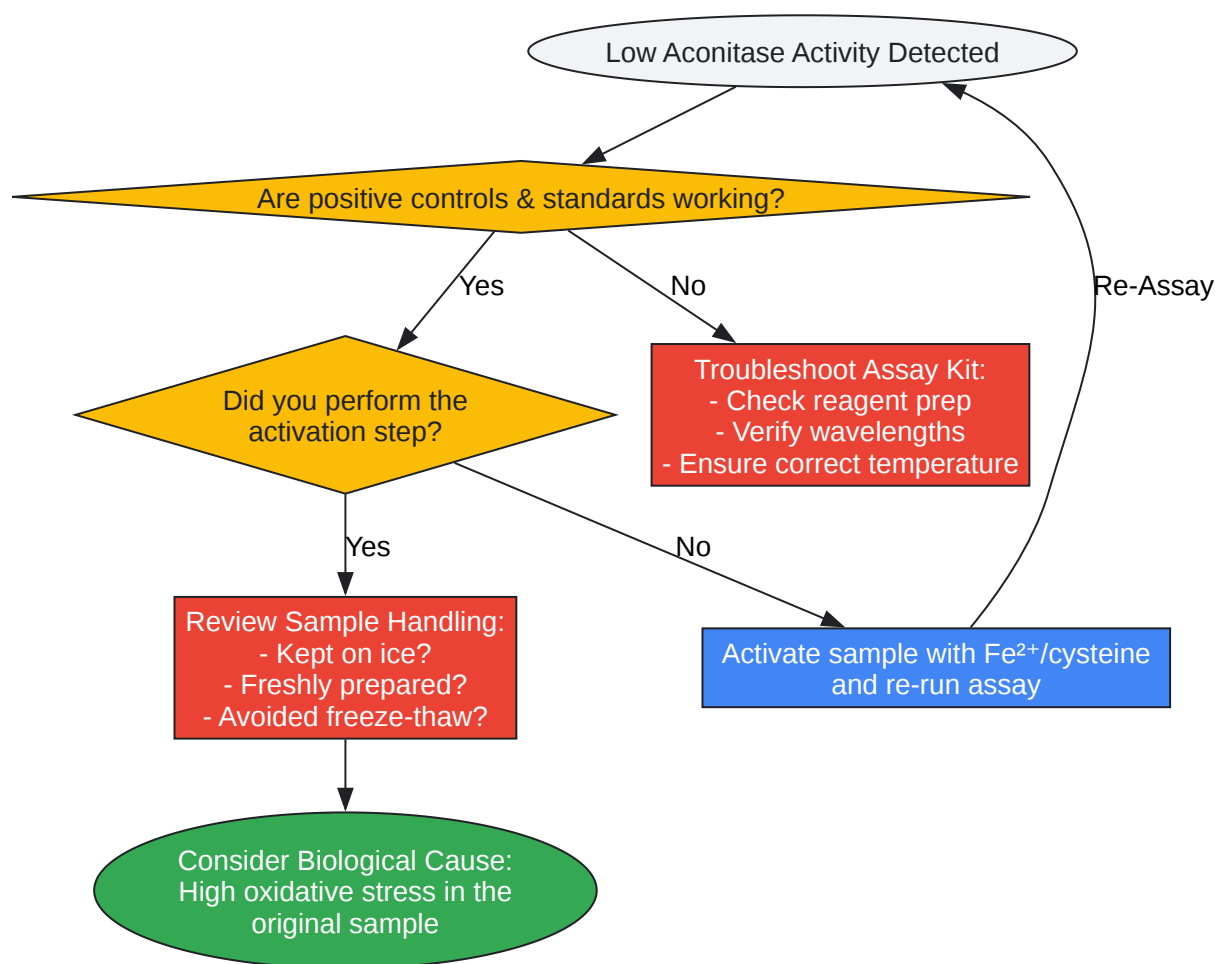 Low Aconitase Activity Detected
Are positive controls & standards working?
Yes
No
Re-Assay
Did you perform the
activation step?
Troubleshoot Assay Kit:
- Check reagent prep
- Verify wavelengths
- Ensure correct temperature
Yes
No
Review Sample Handling:
- Kept on ice?
- Freshly prepared?
- Avoided freeze-thaw?
Activate sample with Fe²⁺/cysteine
and re-run assay
Consider Biological Cause:
High oxidative stress in the
original sample